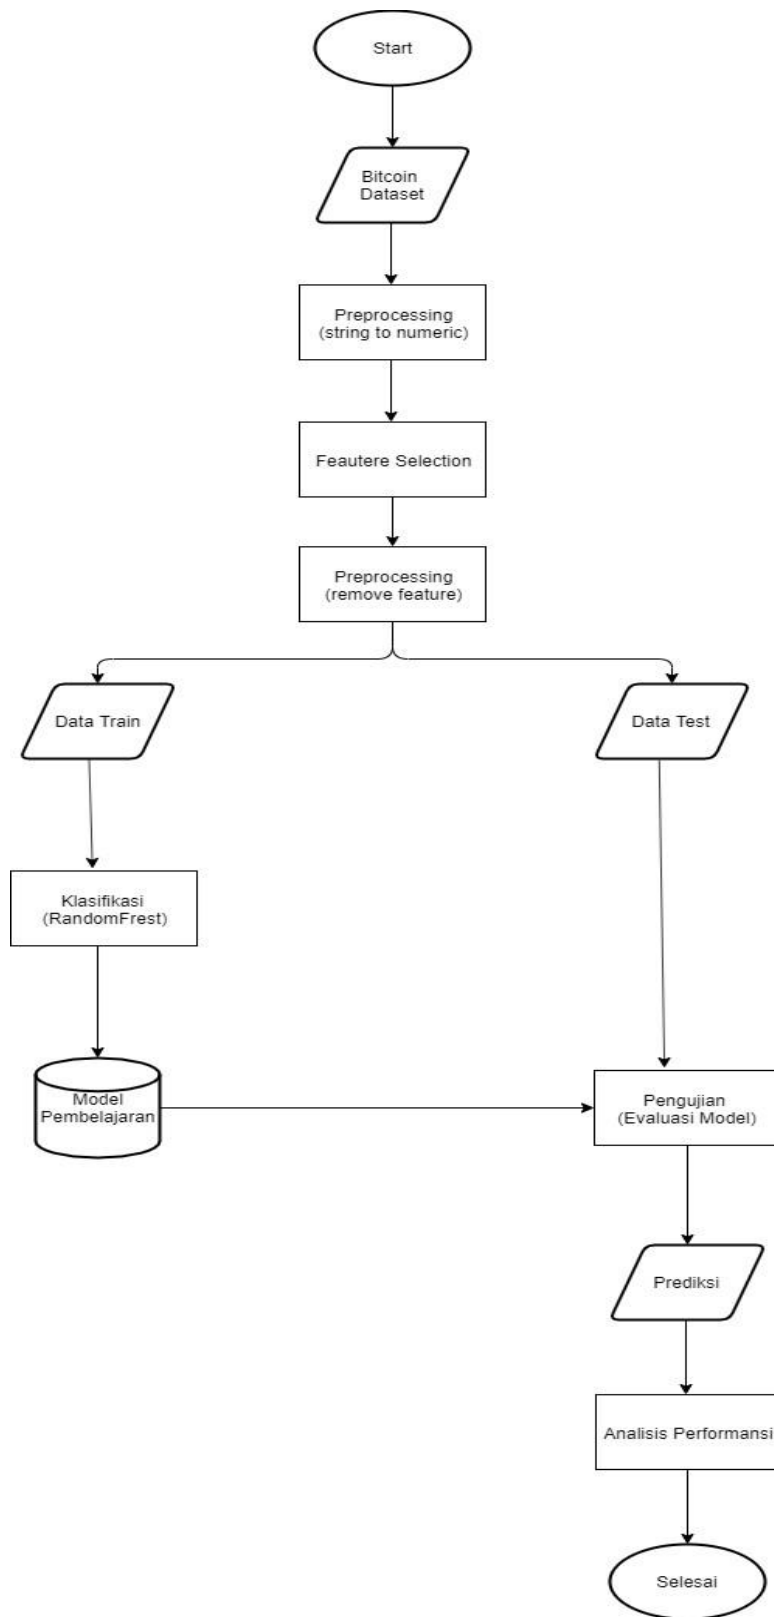 Start
Bitcoin
Dataset
Preprocessing
(string to numeric)
Feautere Selection
Preprocessing
(remove feature)
Data Train
Data Test
Klasifikasi
(RandomFrest)
Model
Pembelajaran
Pengujian
(Evaluasi Model)
Prediksi
Analisis Performansi
Selesai